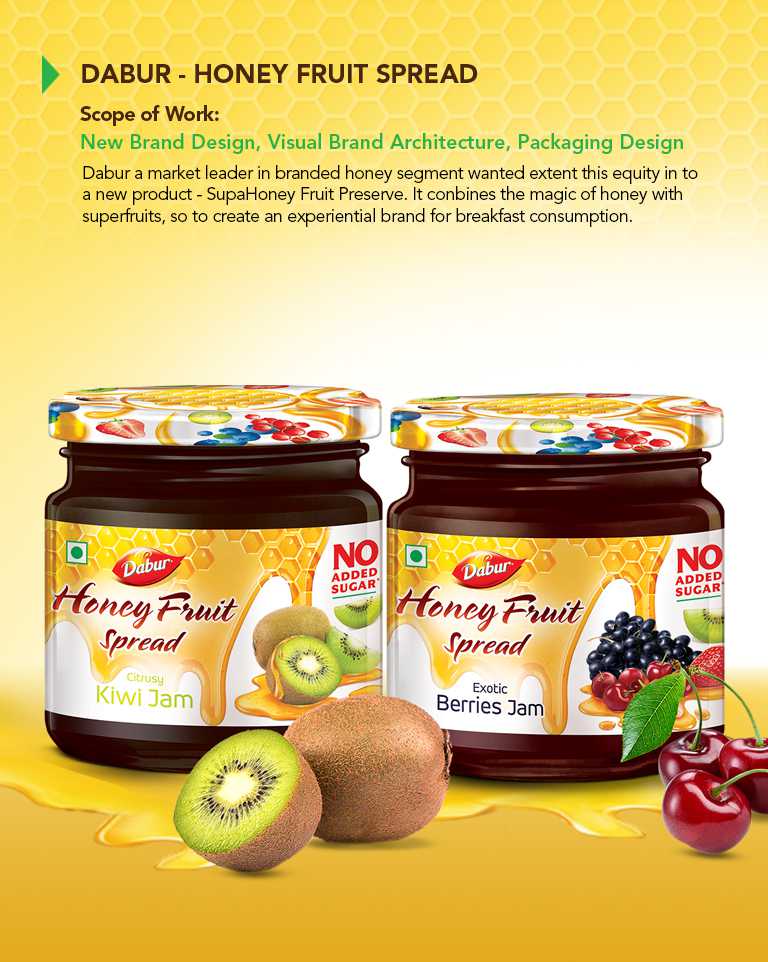 DABUR - HONEY FRUIT SPREAD
Scope of Work:
New Brand Design, Visual Brand Architecture, Packaging Design
Dabur a market leader in branded honey segment wanted extent this equity in to
a new product - SupaHoney Fruit Preserve. It conbines the magic of honey with
superfruits, so to create an experiential brand for breakfast consumption.
Dabur
Honey Fruit
Spread
Citrusy
Kiwi Jam
NO
ADDED
SUGAR*
Dabur
Honey Fruit
Spread
Exotic
Berries Jam
NO
ADDED
SUGAR*